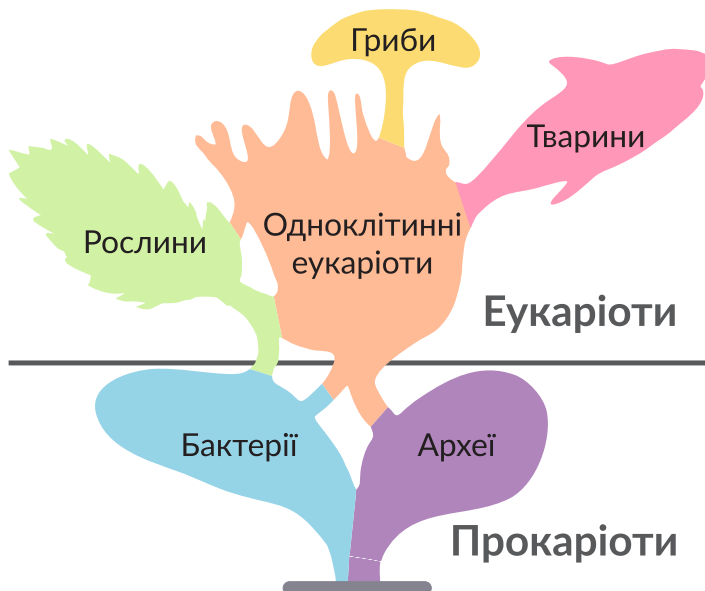 Гриби
Тварини
Рослини
Одноклітинні
еукаріоти
Еукаріоти
Бактерії
Археї
Прокаріоти